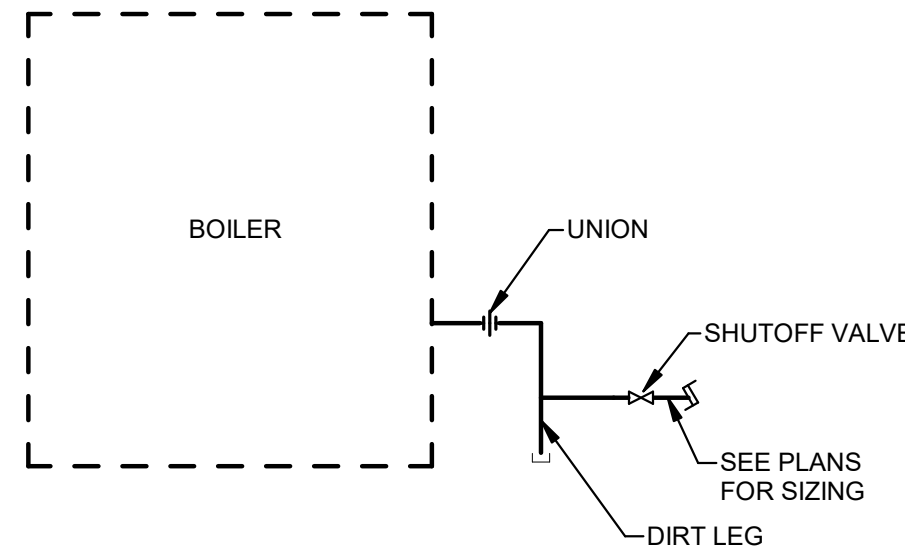 BOILER
UNION
SHUTOFF VALVE
SEE PLANS
FOR SIZING
DIRT LEG